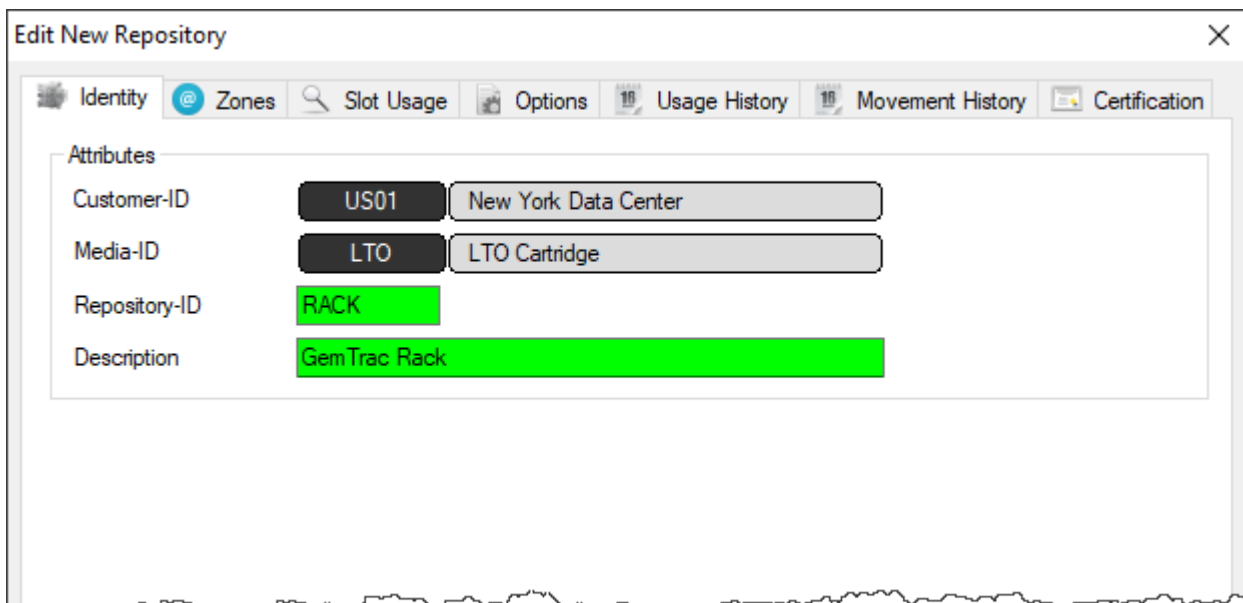 Edit New Repository
Identity Zones Slot Usage Options Usage History Movement History Certification
Attributes
Customer-ID US01 New York Data Center
Media-ID LTO LTO Cartridge
Repository-ID RACK
Description GemTrac Rack